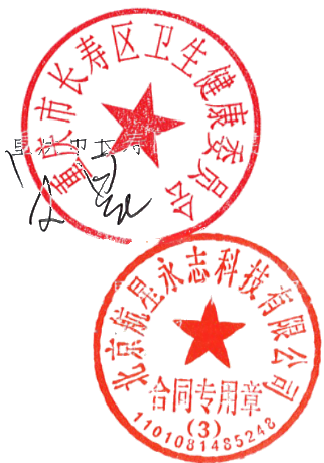 重庆市长寿区卫生健康委员会
北京航星永志科技有限公司
合同专用章
(3)
1101081485248